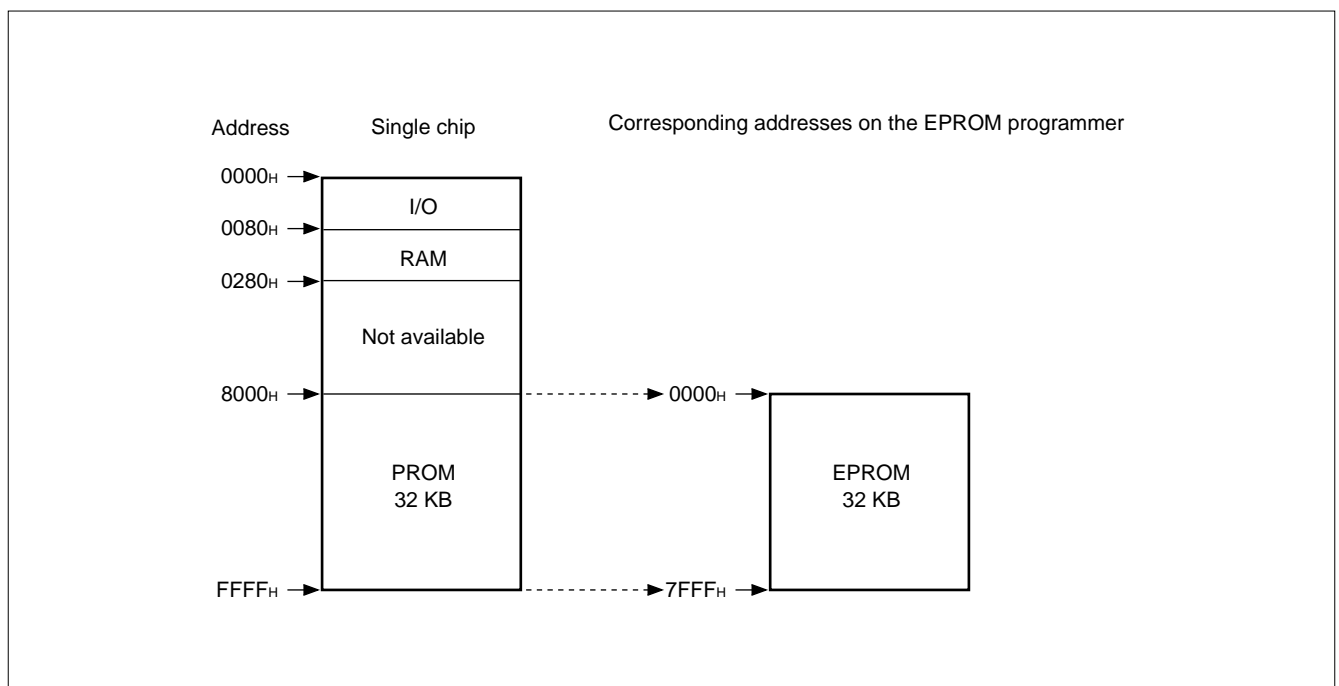 Address Single chip Corresponding addresses on the EPROM programmer
0000H
I/O
0080H
RAM
0280H
Not available
8000H 0000H
PROM
32 KB
EPROM
32 KB
FFFFH 7FFFH